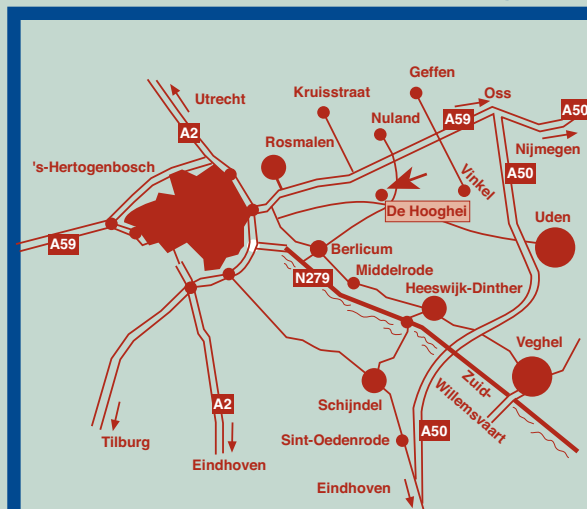 Geffen
Kruisstraat
Oss
Utrecht
A50
Nuland
A59
A2
Rosmalen
Nijmegen
's-Hertogenbosch
A50
Vinkel
De Hooghei
Uden
A59
Berlicum
Middelrode
N279
Heeswijk-Dinther
Veghel
Zuid-
Willemsvaart
Schijndel
A2
A50
Tilburg
Sint-Oedenrode
Eindhoven
Eindhoven